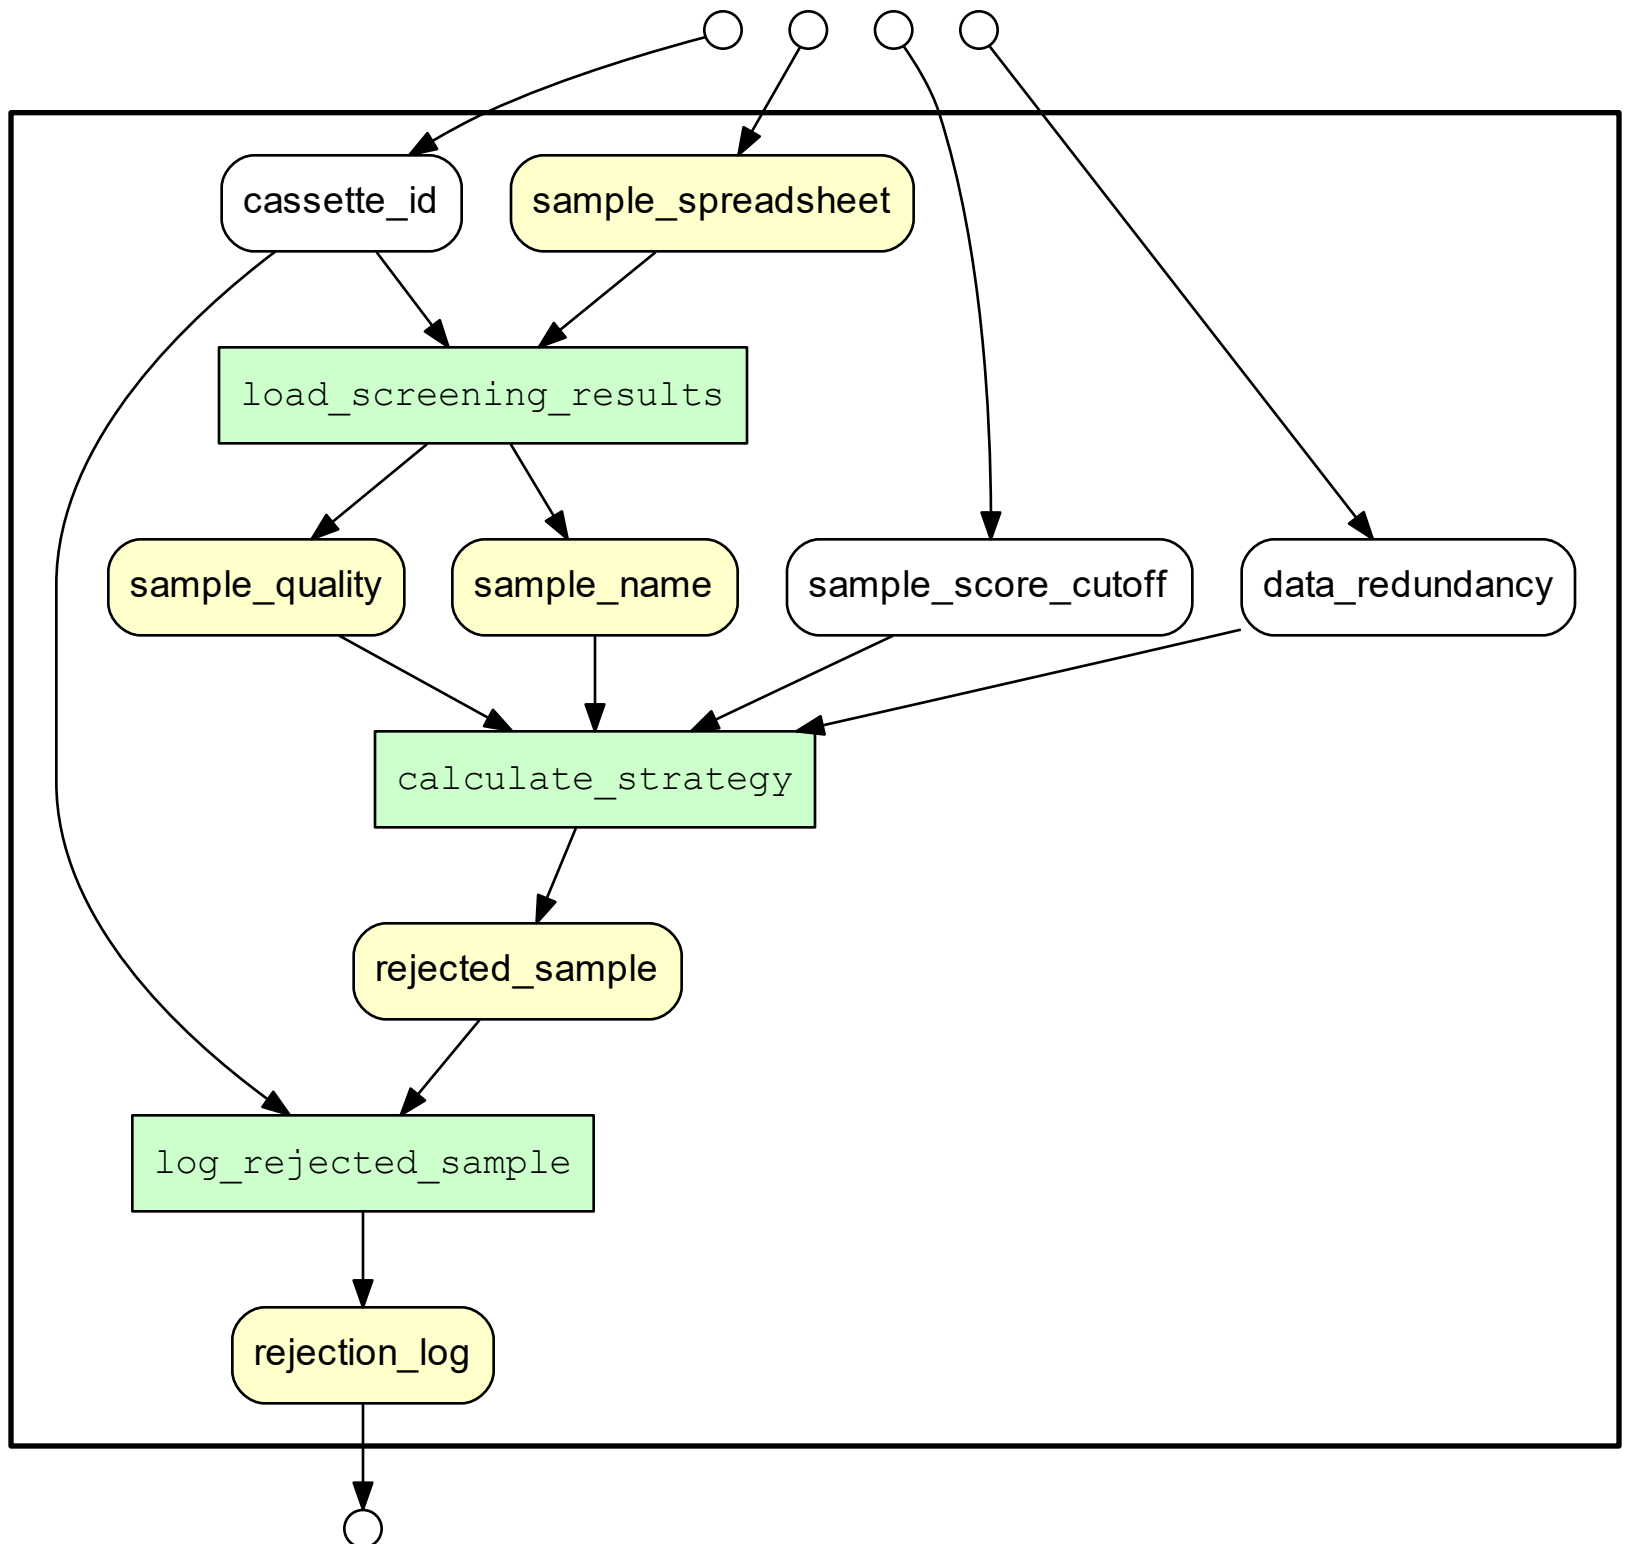 cassette_id
sample_spreadsheet
load_screening_results
sample_quality
sample_name
sample_score_cutoff
data_redundancy
calculate_strategy
rejected_sample
log_rejected_sample
rejection_log